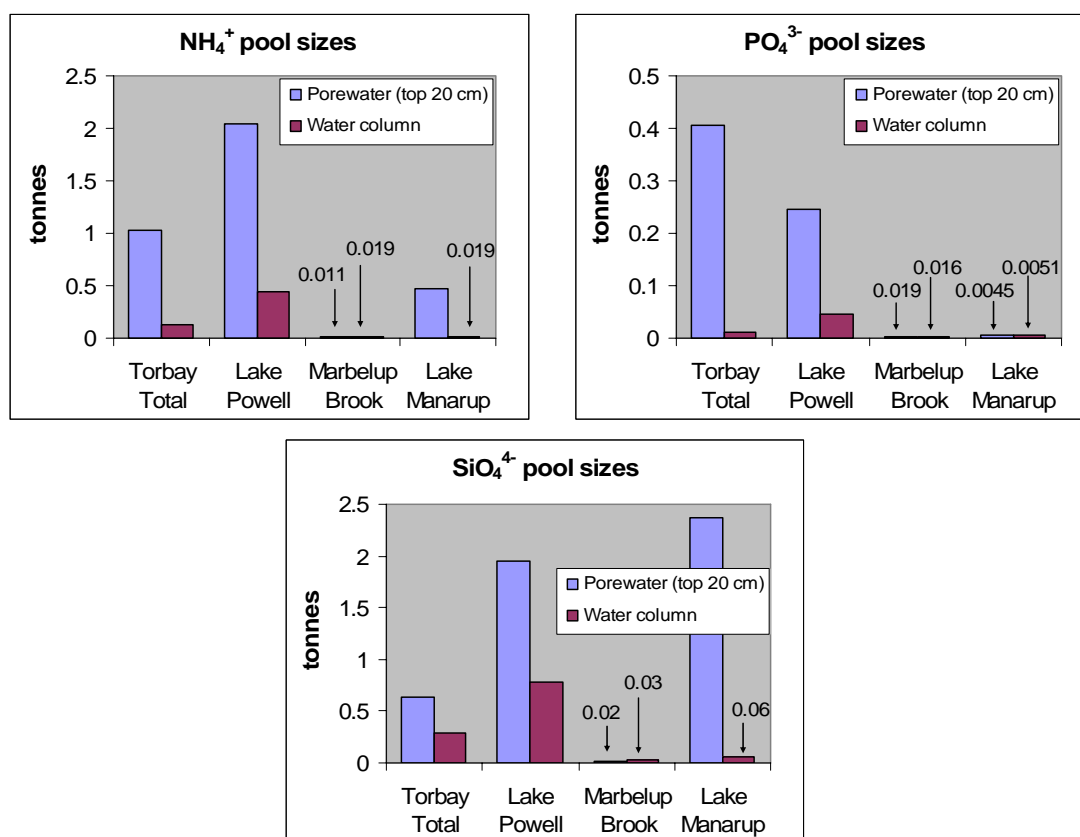 NH₄⁺ pool sizes
2.5
2
1.5
1
0.5
0
tonnes
Porewater (top 20 cm)
Water column
0.011
0.019
0.019
Torbay Total
Lake Powell
Marbelup Brook
Lake Manarup
PO₄³⁻ pool sizes
0.5
0.4
0.3
0.2
0.1
0
tonnes
Porewater (top 20 cm)
Water column
0.019
0.016
0.0045
0.0051
Torbay Total
Lake Powell
Marbelup Brook
Lake Manarup
SiO₄⁴⁻ pool sizes
2.5
2
1.5
1
0.5
0
tonnes
Porewater (top 20 cm)
Water column
0.02
0.03
0.06
Torbay Total
Lake Powell
Marbelup Brook
Lake Manarup